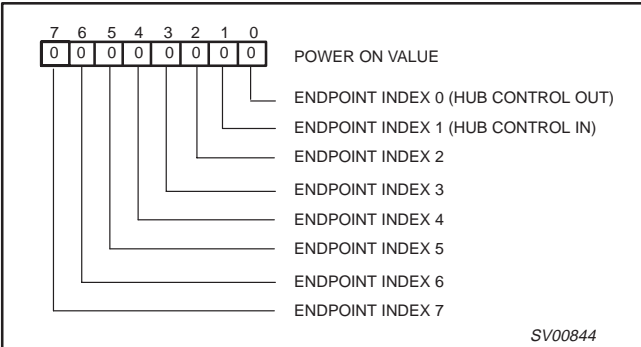 7 6 5 4 3 2 1 0
0 0 0 0 0 0 0 0 POWER ON VALUE
ENDPOINT INDEX 0 (HUB CONTROL OUT)
ENDPOINT INDEX 1 (HUB CONTROL IN)
ENDPOINT INDEX 2
ENDPOINT INDEX 3
ENDPOINT INDEX 4
ENDPOINT INDEX 5
ENDPOINT INDEX 6
ENDPOINT INDEX 7
SV00844